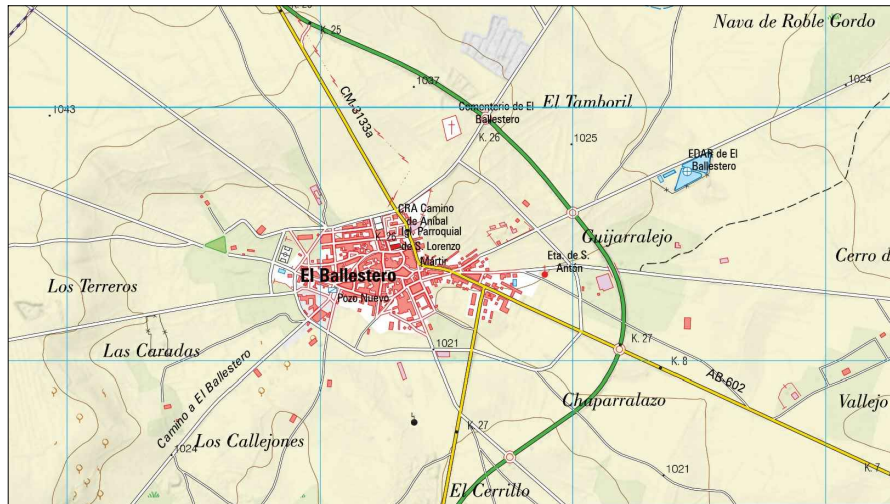 Nava de Roble Gordo
K. 25
1037
1024
1043
CM-3133a
Cementerio de El
Ballestero
El Tamboril
K. 26
1025
EDAR de El
Ballestero
CRA Camino
de Aníbal
Igl. Parroquial
de S. Lorenzo
Mártir
Guijarralejo
Eta. de S.
Antón
Cerro d
El Ballestero
Los Terreros
Pozo Nuevo
Las Caradas
1021
K. 27
K. 8
AB-602
Camino a El Ballestero
Chaparralazo
Vallejo
Los Callejones
K. 27
1024
1021
K. 7
El Cerrillo